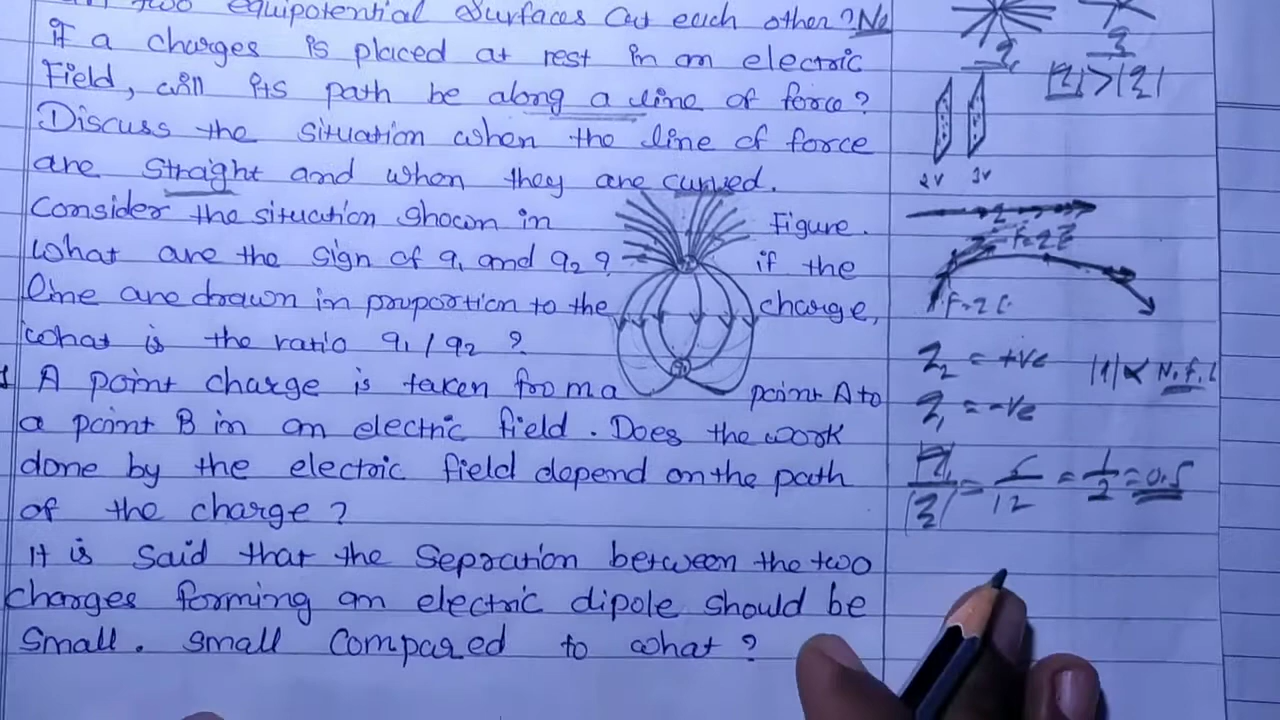 two equipotential surfaces cut each other? No
if a charges is placed at rest in an electric
Field, will its path be along a line of force?
Discuss the situation when the line of force
are straight and when they are curved.
Consider the situation shown in Figure.
What are the sign of q1 and q2? if the
line are drawn in proportion to the charge,
what is the ratio q1/q2 ?
A point charge is taken from a point A to
a point B in an electric field. Does the work
done by the electric field depend on the path
of the charge?
It is said that the Sepration between the two
charges forming an electric dipole should be
Small. Small Compared to what?
2V 3V
q2 = +ve
q1 = -ve
N.f.L
= 6/12 = 1/2 = 0.5